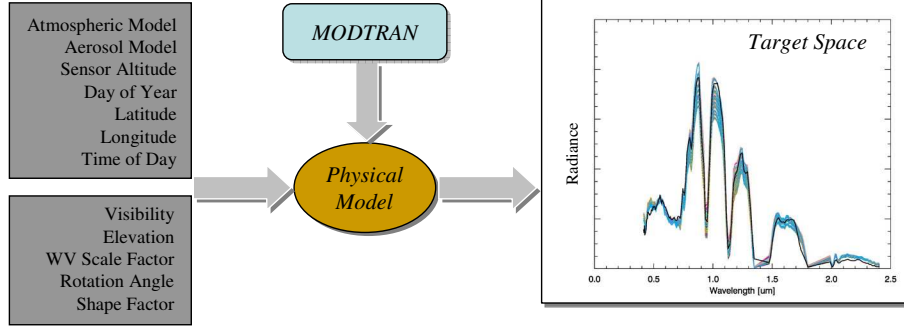 Atmospheric Model
Aerosol Model
Sensor Altitude
Day of Year
Latitude
Longitude
Time of Day
Visibility
Elevation
WV Scale Factor
Rotation Angle
Shape Factor
MODTRAN
Physical
Model
Target Space
Radiance
0.0 0.5 1.0 1.5 2.0 2.5
Wavelength [um]